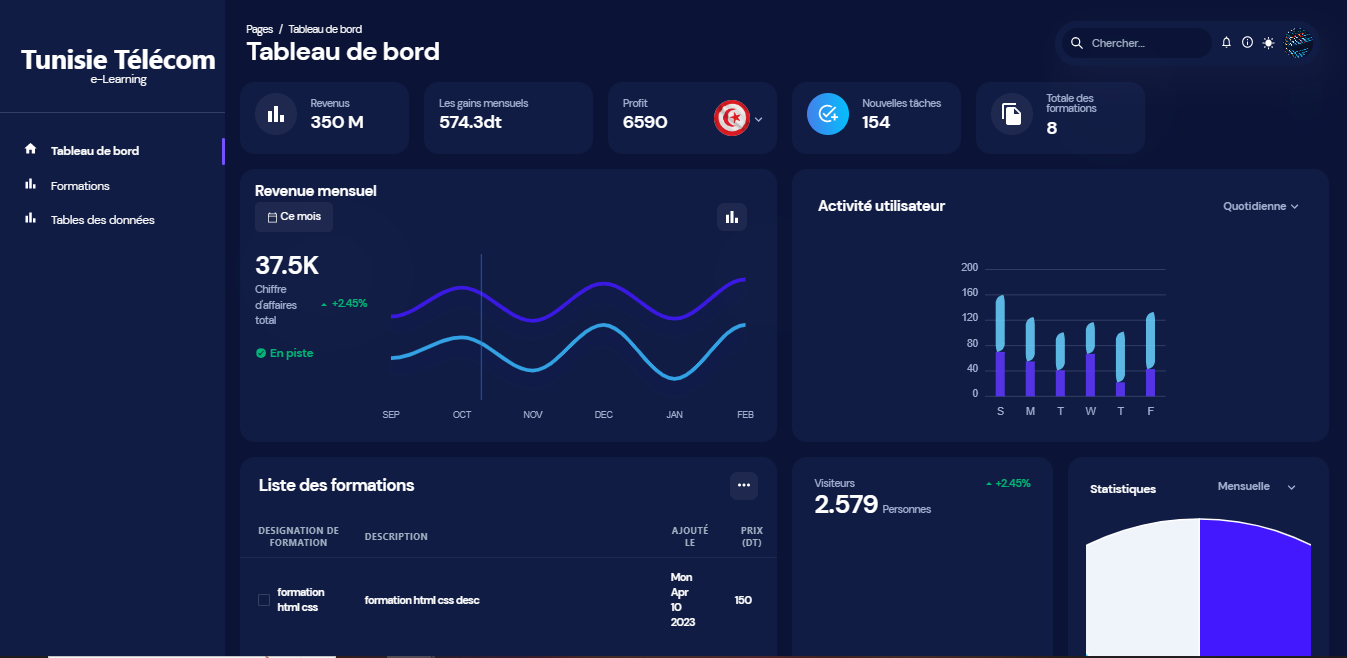 Tunisie Télécom
e-Learning
Tableau de bord
Formations
Tables des données
Pages / Tableau de bord
Tableau de bord
Chercher...
Revenus
350 M
Les gains mensuels
574.3dt
Profit
6590
Nouvelles tâches
154
Totale des
formations
8
Revenue mensuel
Ce mois
37.5K
Chiffre
d'affaires
total
+2.45%
En piste
SEP OCT NOV DEC JAN FEB
Activité utilisateur
Quotidienne
200
160
120
80
40
0
S M T W T F
Liste des formations
DESIGNATION DE
FORMATION
DESCRIPTION
AJOUTÉ
LE
PRIX
(DT)
formation
html css
formation html css desc
Mon
Apr
10
2023
150
Visiteurs
2.579 Personnes
+2.45%
Statistiques
Mensuelle